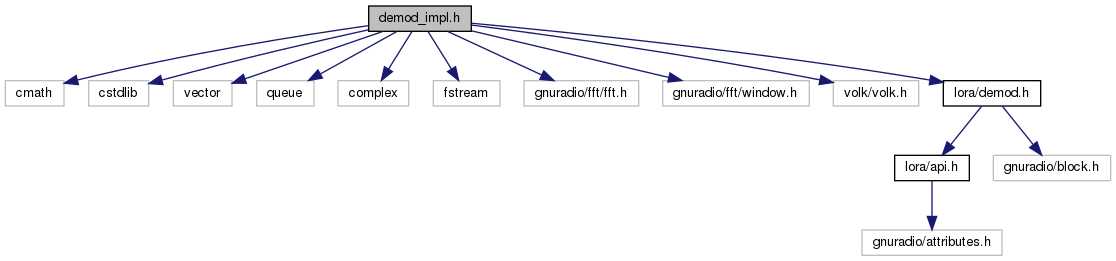 demod_impl.h
cmath
cstdlib
vector
queue
complex
fstream
gnuradio/fft/fft.h
gnuradio/fft/window.h
volk/volk.h
lora/demod.h
lora/api.h
gnuradio/block.h
gnuradio/attributes.h